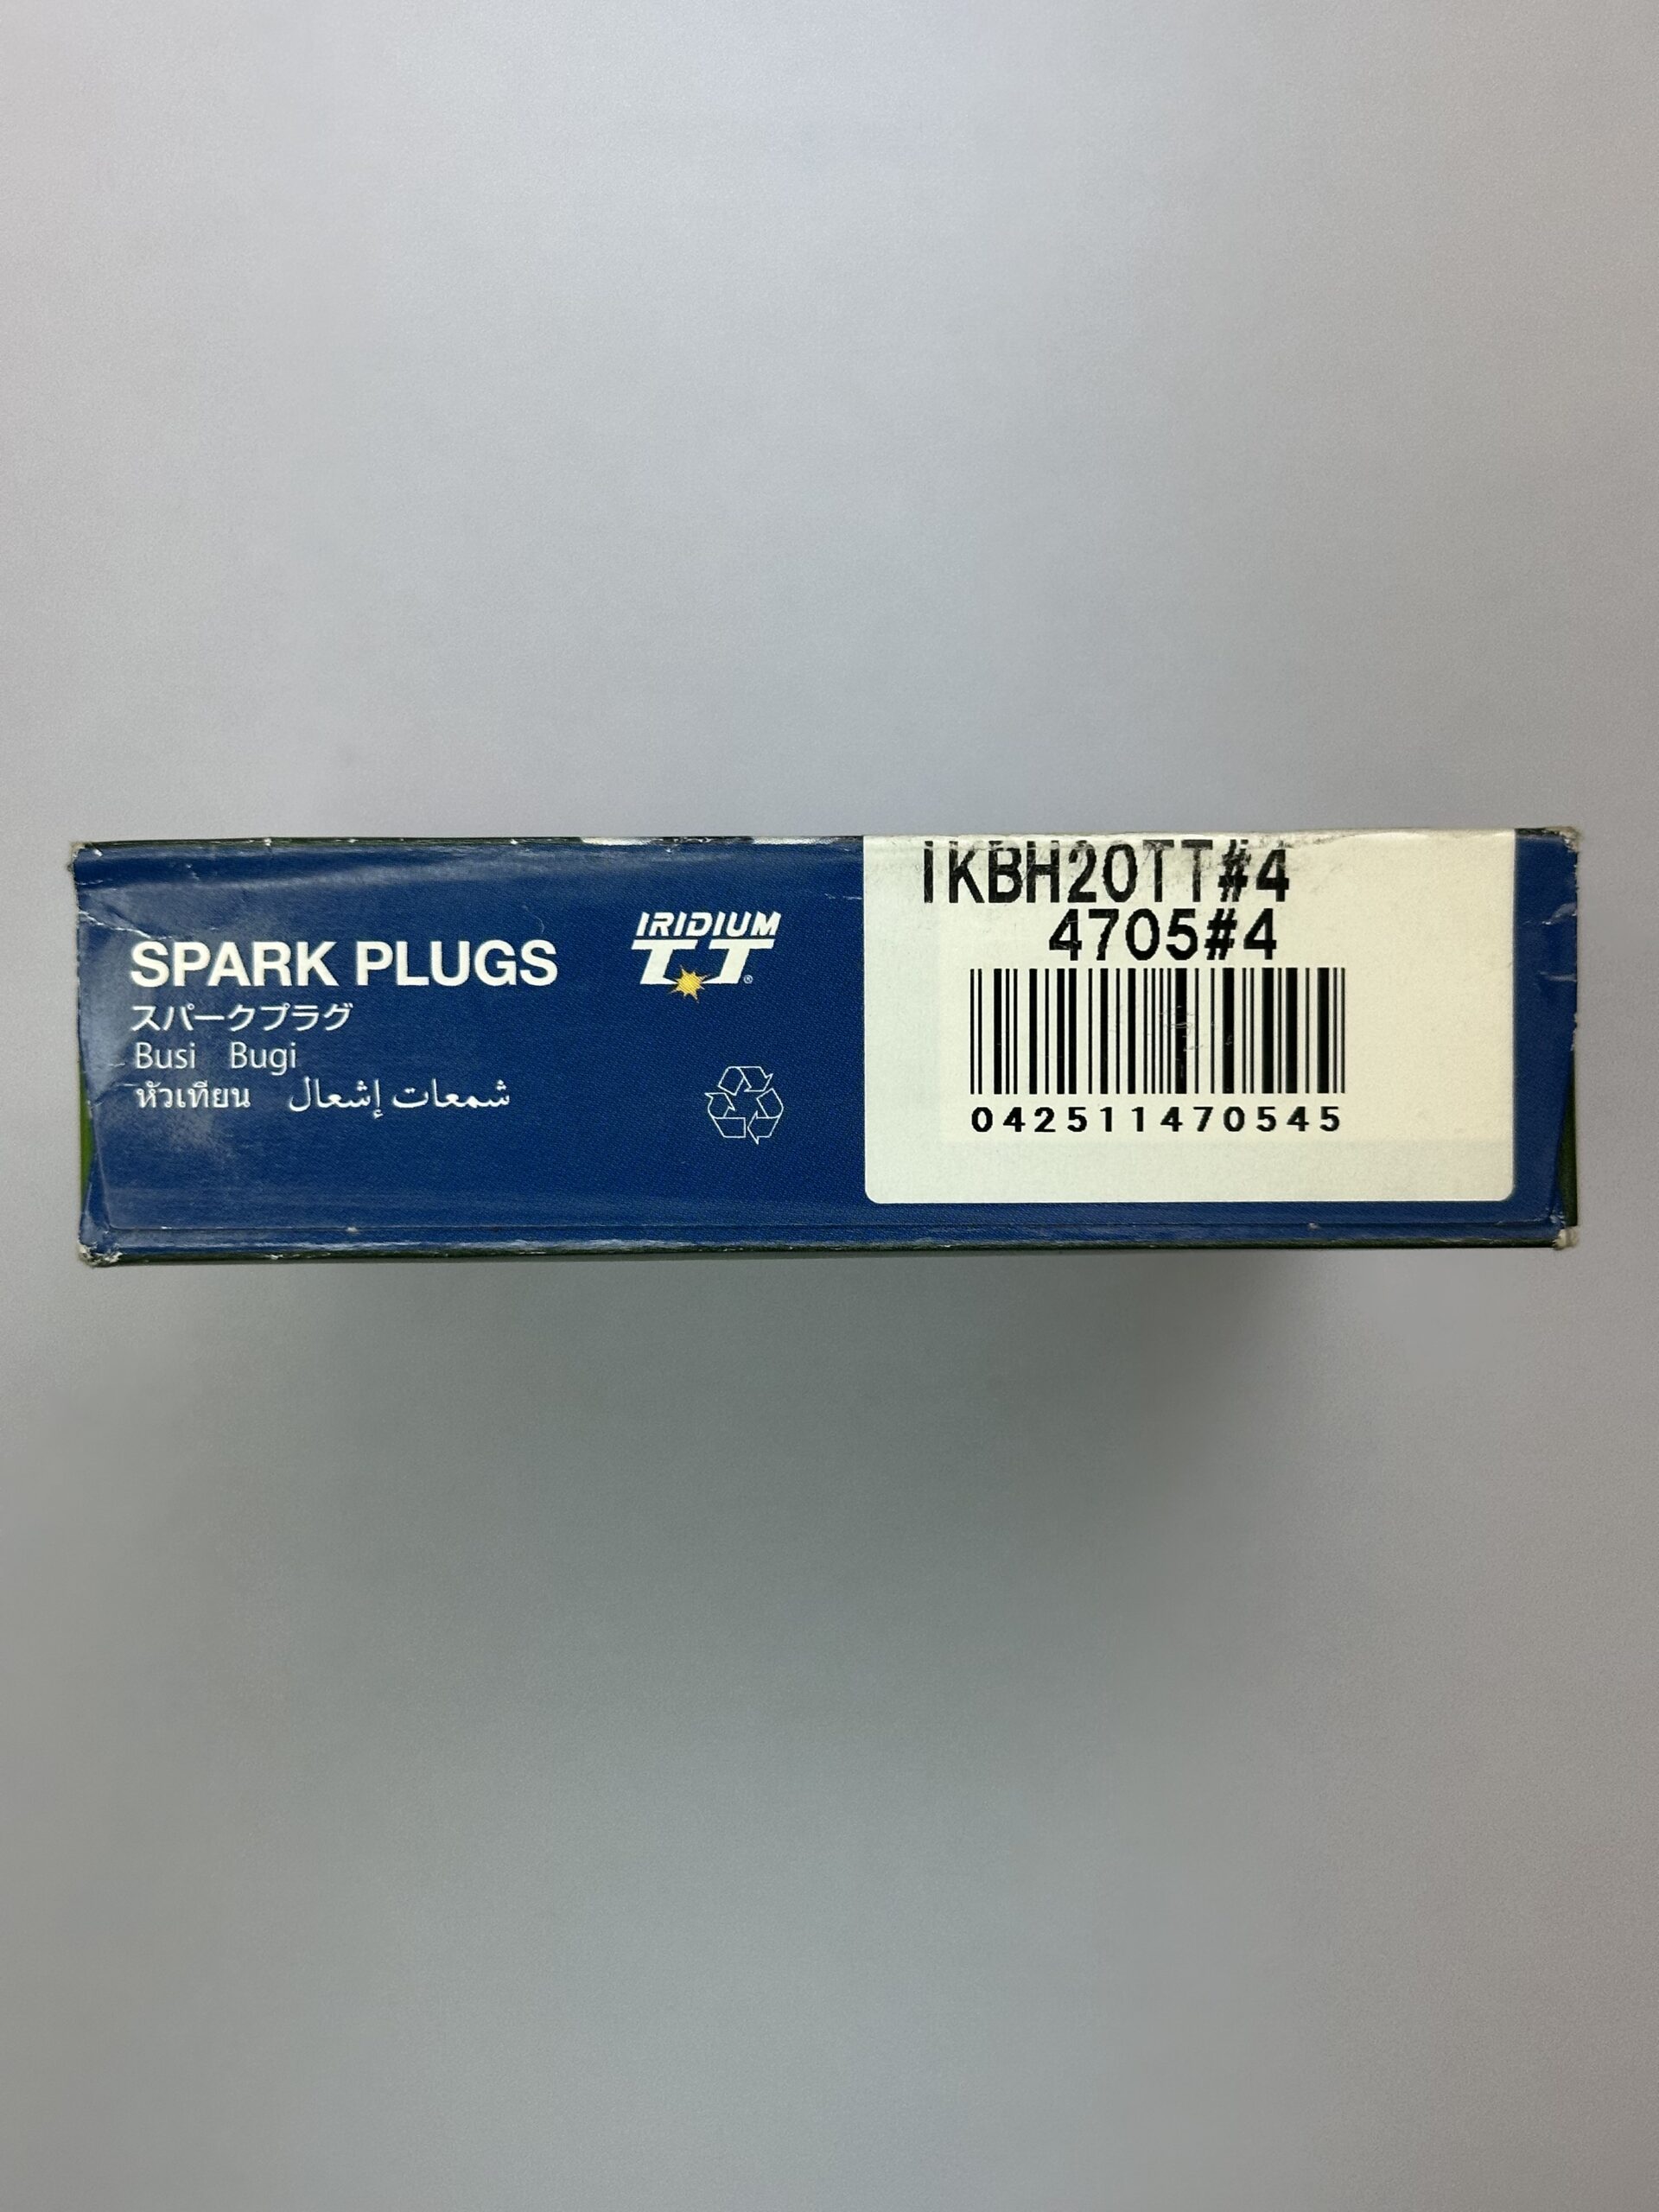 SPARK PLUGS
スパークプラグ
Busi Bugi
หัวเทียน شمعات إشعال
IRIDIUM
TT®
IKBH20TT#4
4705#4
042511470545